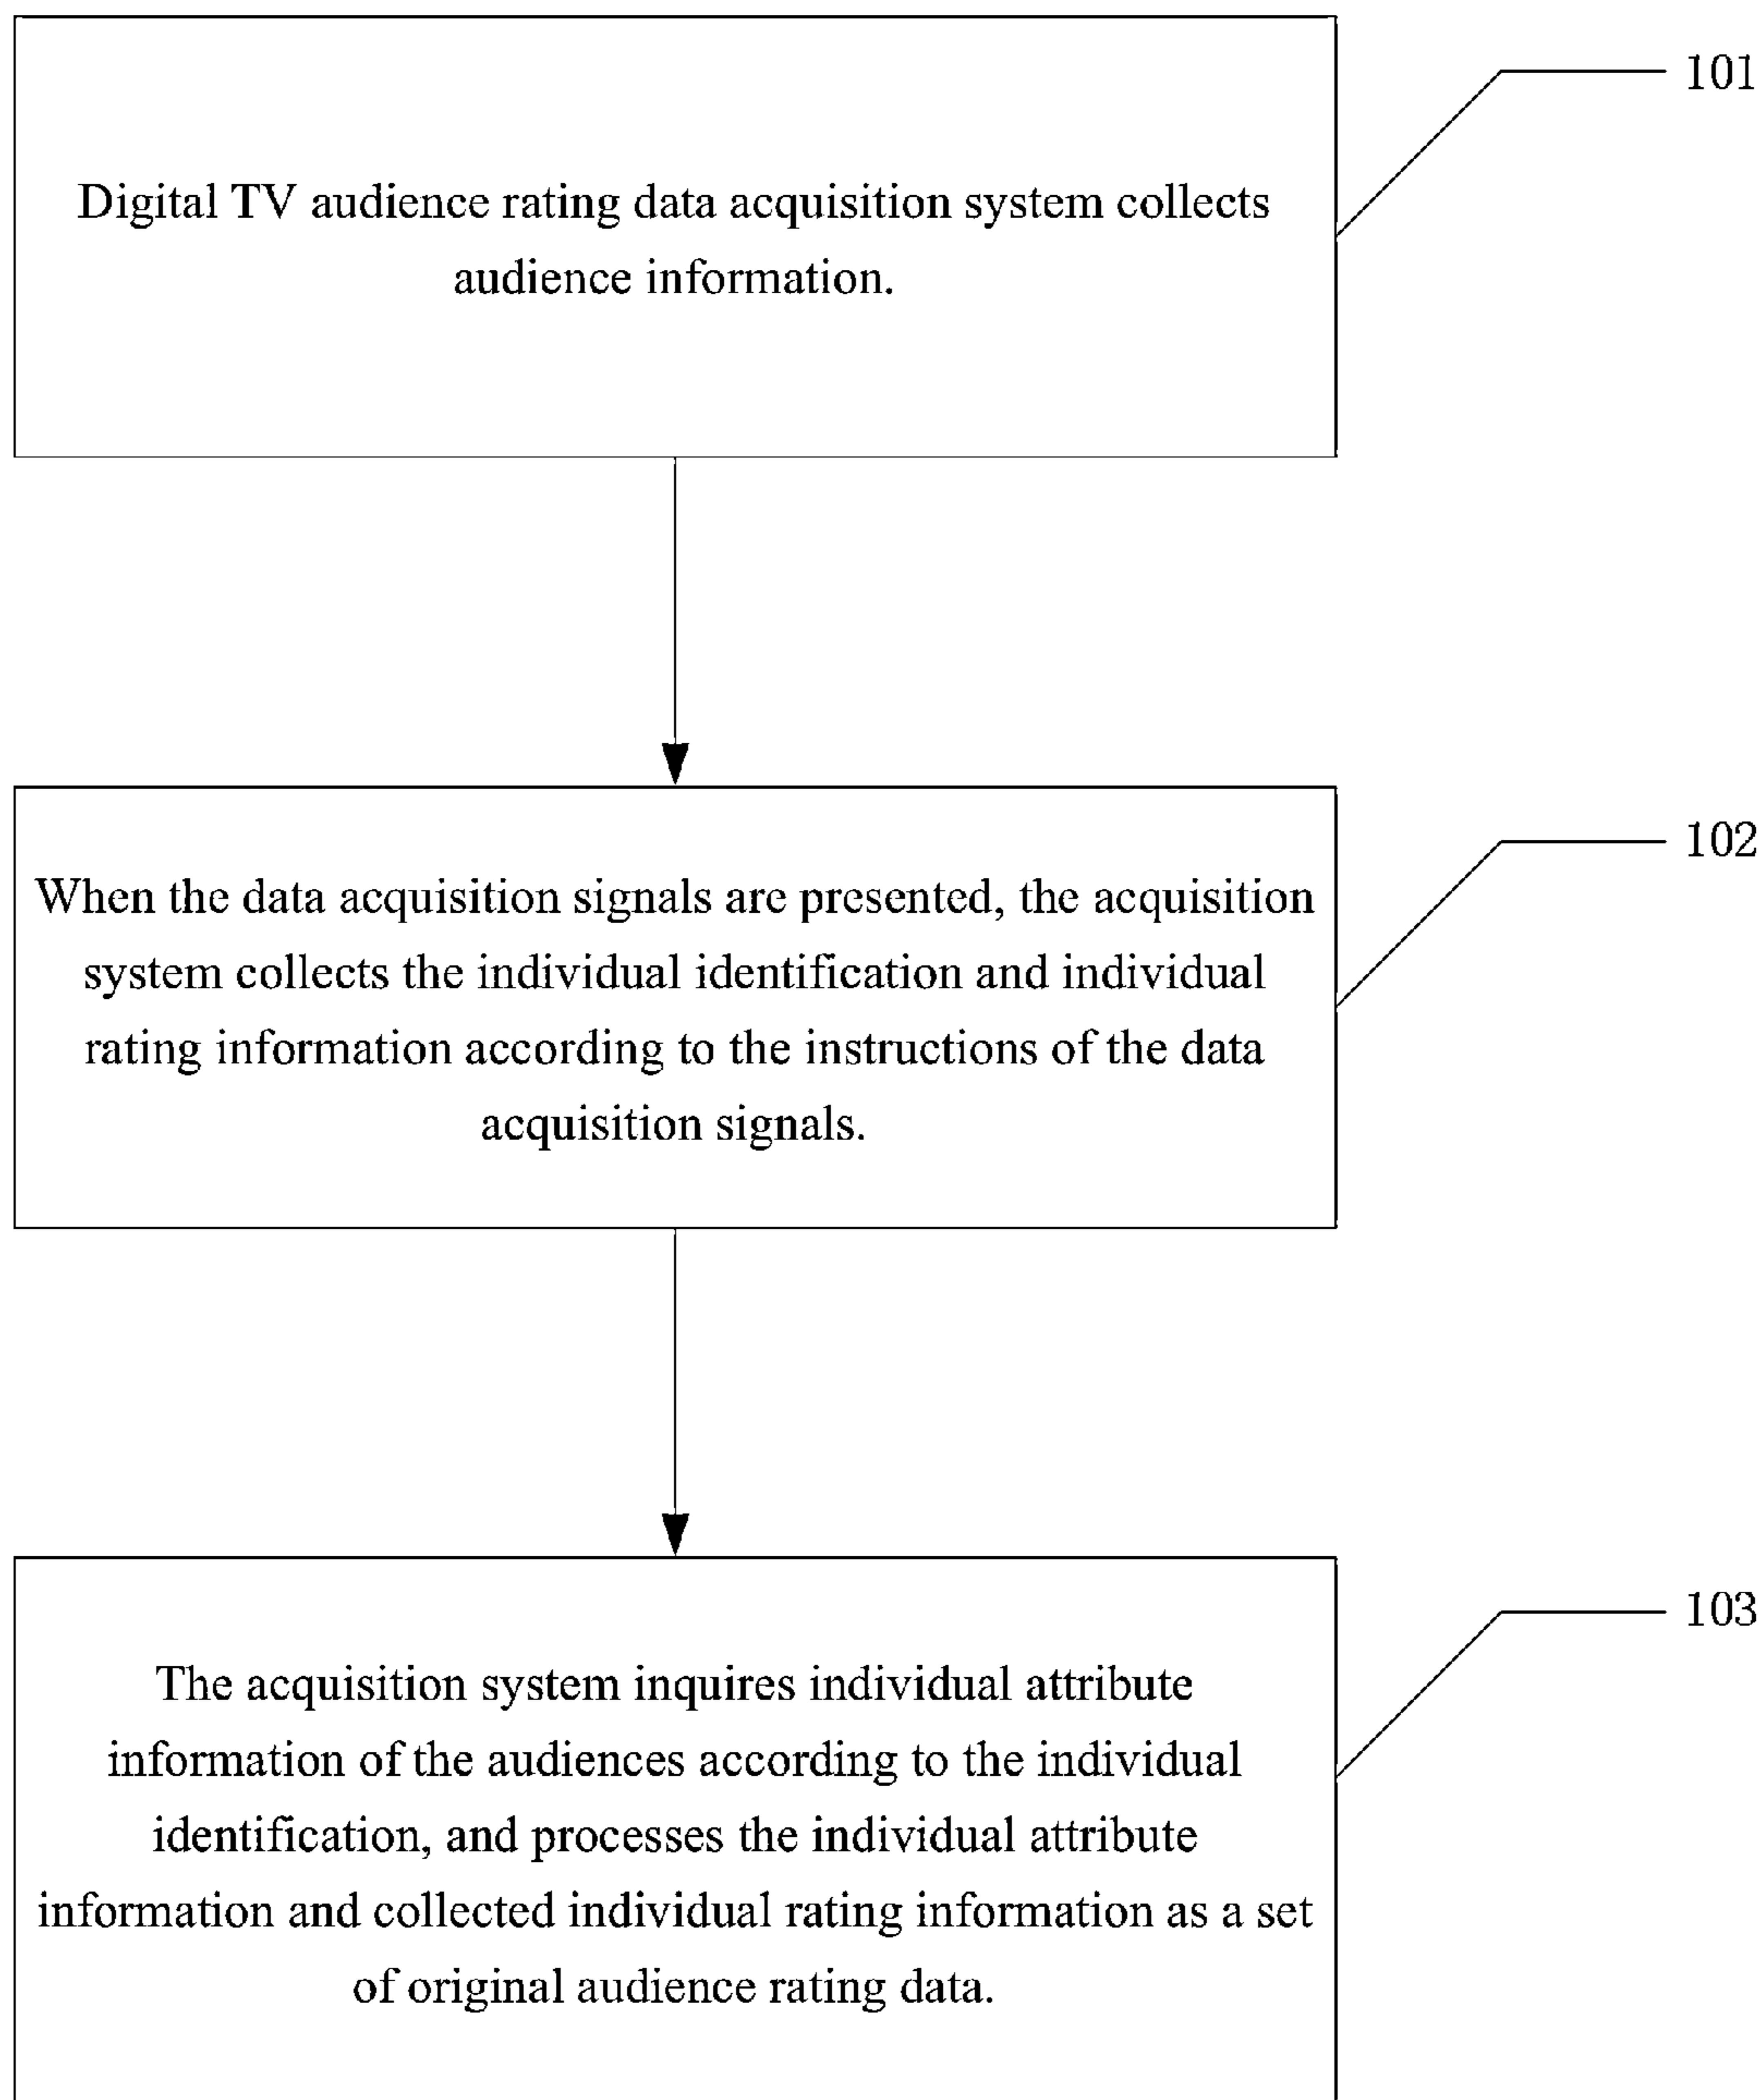 101
Digital TV audience rating data acquisition system collects
audience information.
102
When the data acquisition signals are presented, the acquisition
system collects the individual identification and individual
rating information according to the instructions of the data
acquisition signals.
103
The acquisition system inquires individual attribute
information of the audiences according to the individual
identification, and processes the individual attribute
information and collected individual rating information as a set
of original audience rating data.